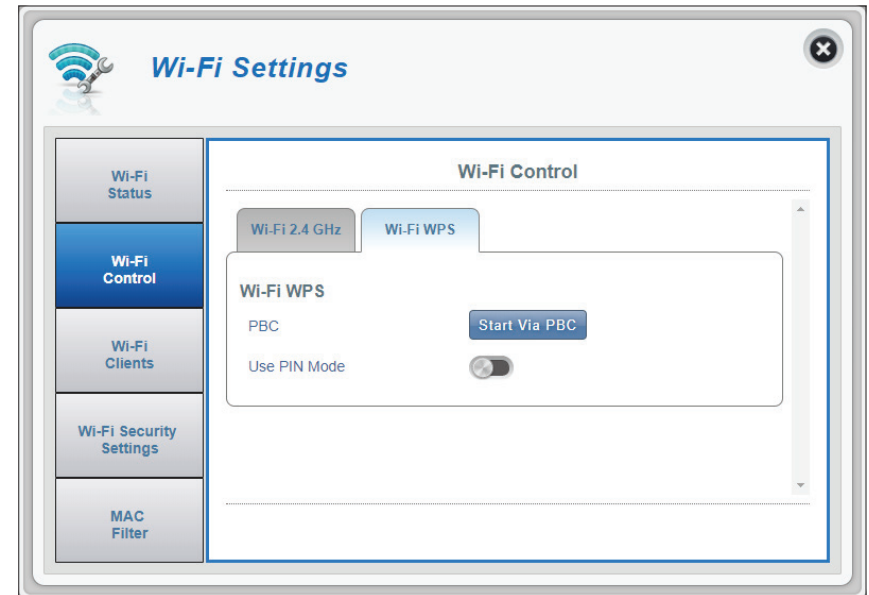 Wi-Fi Settings
Wi-Fi
Status
Wi-Fi
Control
Wi-Fi
Clients
Wi-Fi Security
Settings
MAC
Filter
Wi-Fi Control
Wi-Fi 2.4 GHz
Wi-Fi WPS
Wi-Fi WPS
PBC
Start Via PBC
Use PIN Mode